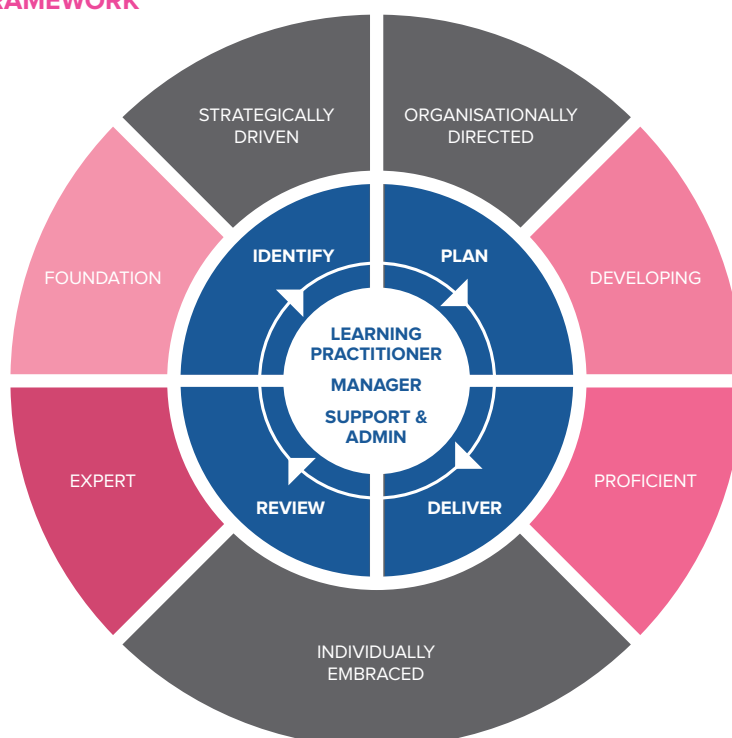 STRATEGICALLY
DRIVEN
ORGANISATIONALLY
DIRECTED
FOUNDATION
IDENTIFY
PLAN
DEVELOPING
LEARNING
PRACTITIONER
MANAGER
SUPPORT &
ADMIN
EXPERT
REVIEW
DELIVER
PROFICIENT
INDIVIDUALLY
EMBRACED